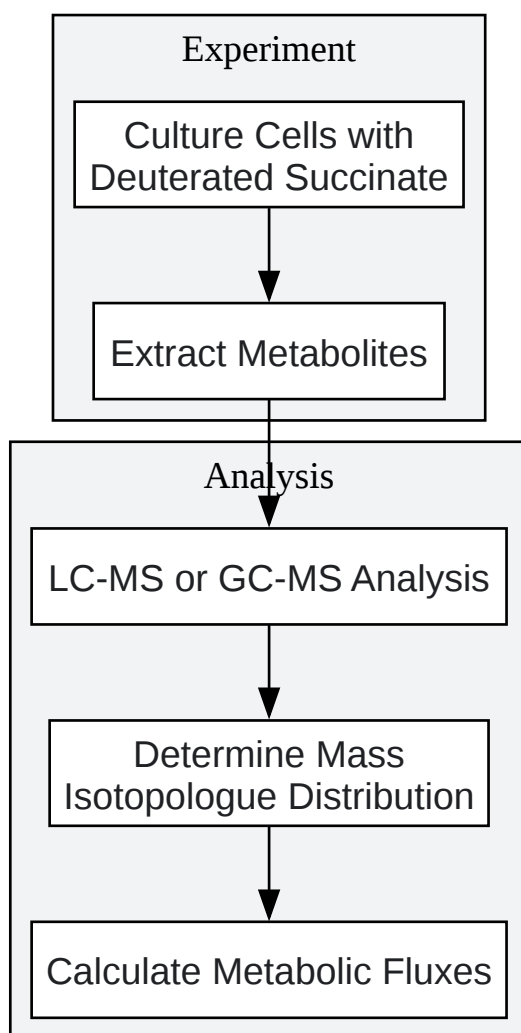 Experiment
Culture Cells with
Deuterated Succinate
Extract Metabolites
Analysis
LC-MS or GC-MS Analysis
Determine Mass
Isotopologue Distribution
Calculate Metabolic Fluxes